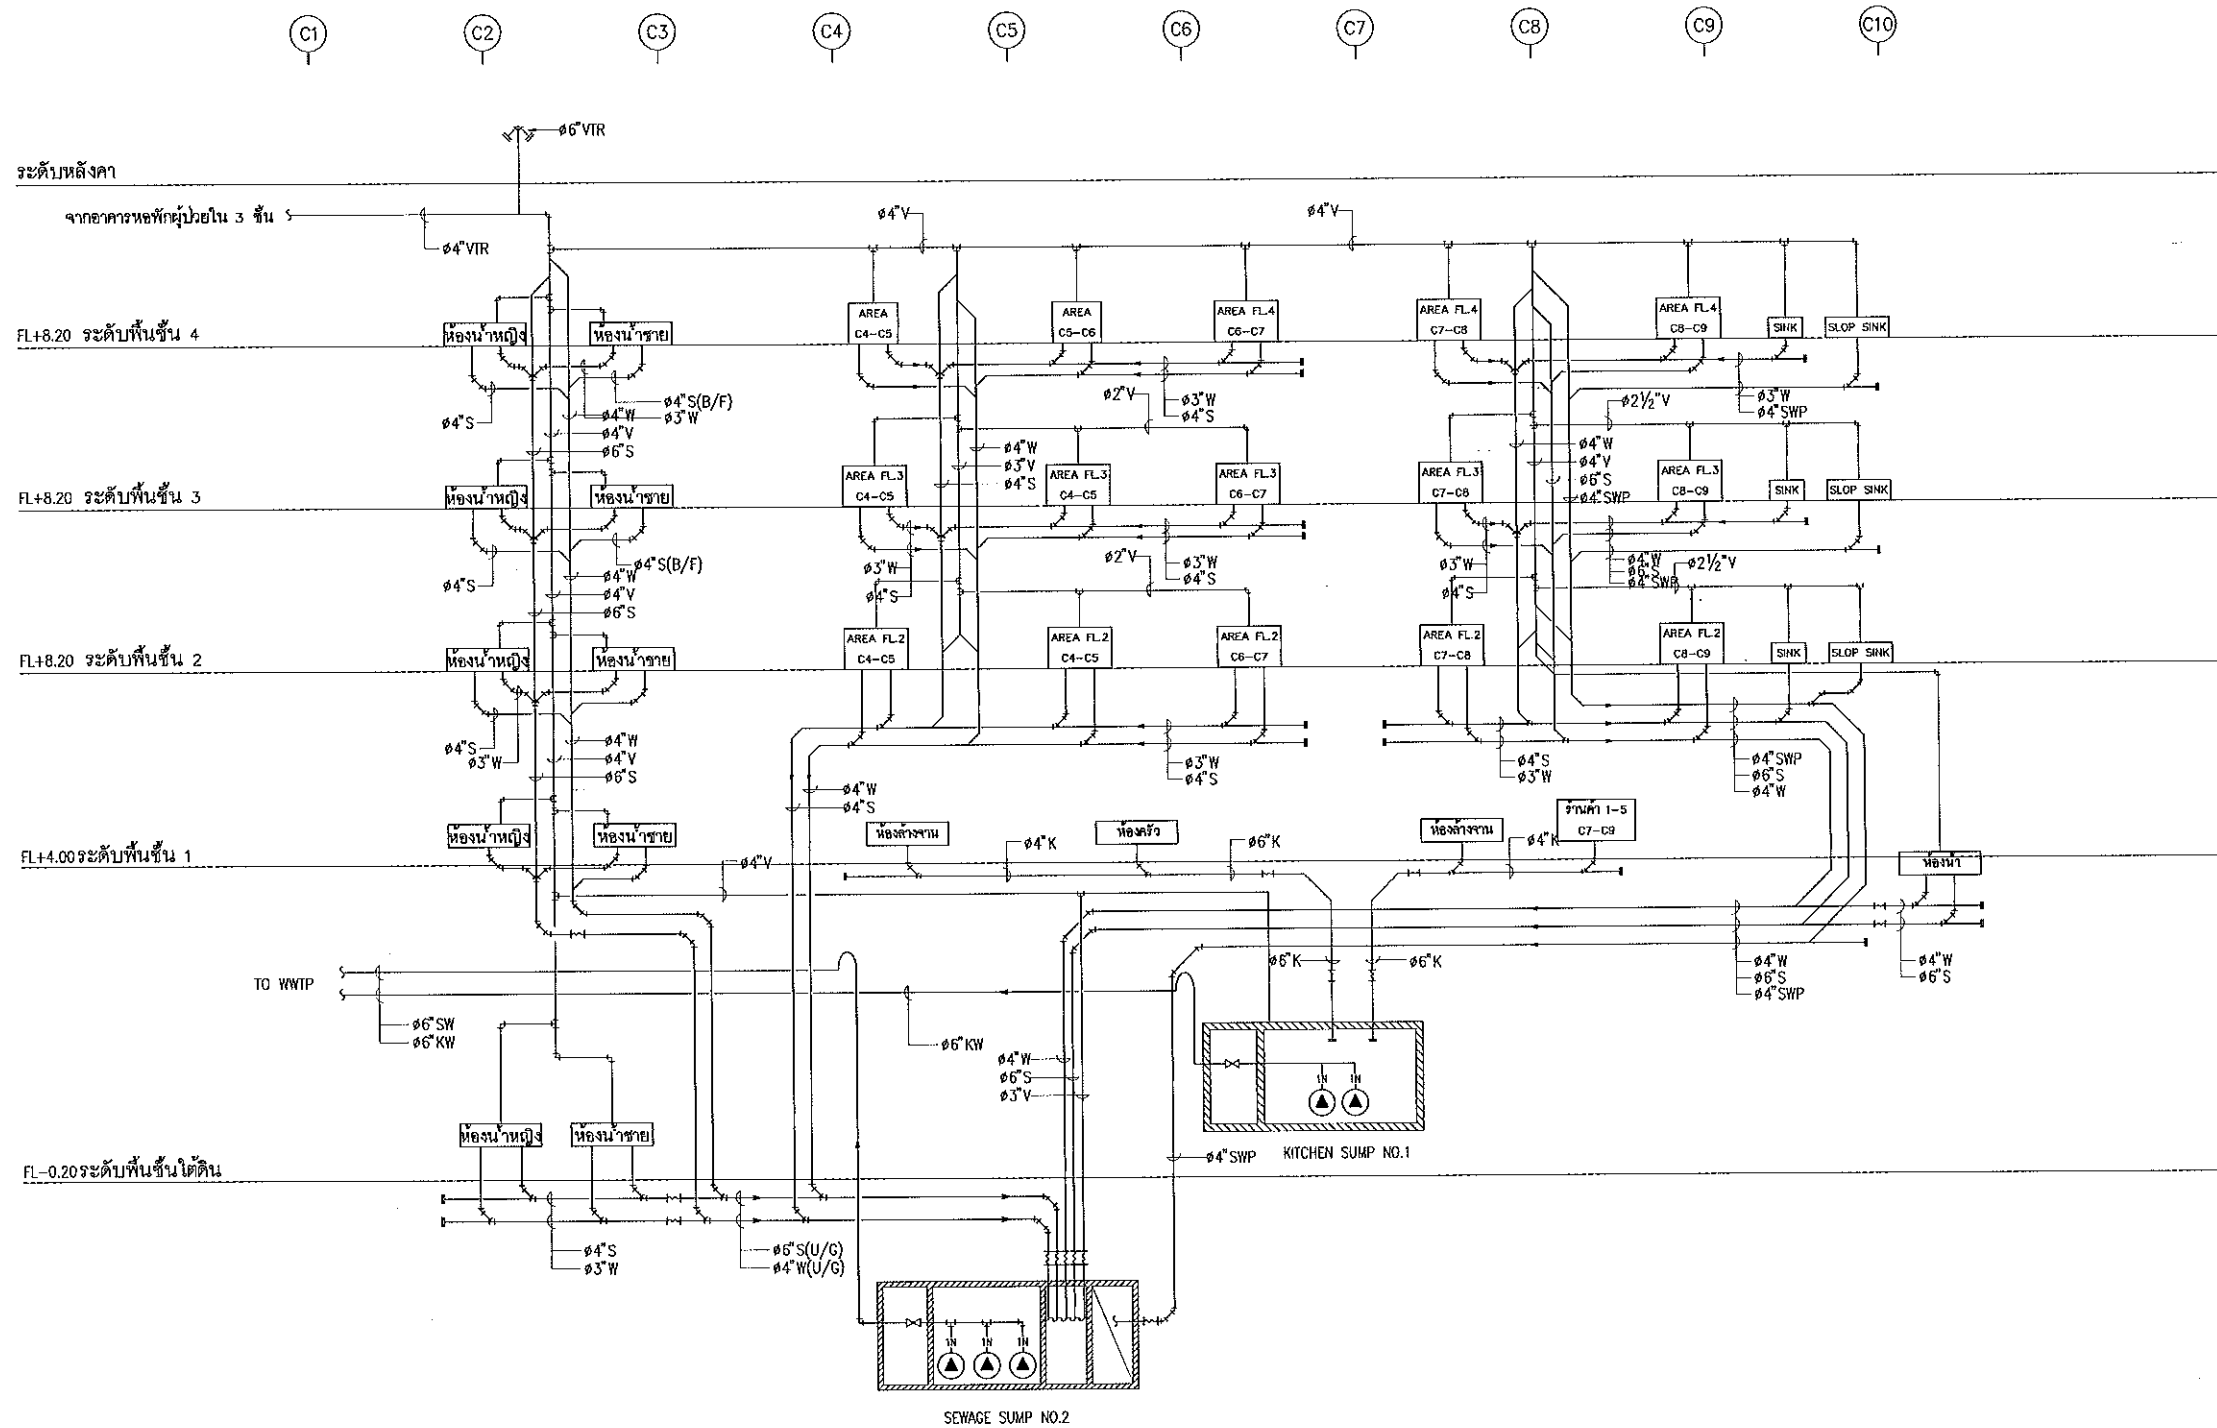 C1 C2 C3 C4 C5 C6 C7 C8 C9 C10
ø6"VTR
ระดับหลังคา
จากอาคารหอพักผู้ป่วยใน 3 ชั้น
ø4"VTR
ø4"V
ø4"V
FL+8.20 ระดับพื้นชั้น 4
ห้องน้ำหญิง
ห้องน้ำชาย
AREA
C4-C5
AREA
C5-C6
AREA FL.4
C6-C7
AREA FL.4
C7-C8
AREA FL.4
C8-C9
SINK
SLOP SINK
ø4"S
ø4"S(B/F)
ø4"W
ø3"W
ø4"V
ø6"S
ø2"V
ø3"W
ø4"S
ø2½"V
ø3"W
ø4"SWP
ø4"W
ø3"V
ø4"S
ø4"W
ø4"V
ø6"S
ø4"SWP
FL+8.20 ระดับพื้นชั้น 3
ห้องน้ำหญิง
ห้องน้ำชาย
AREA FL.3
C4-C5
AREA FL.3
C4-C5
AREA FL.3
C6-C7
AREA FL.3
C7-C8
AREA FL.3
C8-C9
SINK
SLOP SINK
ø4"S
ø4"S(B/F)
ø4"W
ø4"V
ø6"S
ø3"W
ø4"S
ø2"V
ø3"W
ø4"S
ø3"W
ø4"S
ø4"W
ø6"S
ø4"SWP
ø2½"V
FL+8.20 ระดับพื้นชั้น 2
ห้องน้ำหญิง
ห้องน้ำชาย
AREA FL.2
C4-C5
AREA FL.2
C4-C5
AREA FL.2
C6-C7
AREA FL.2
C7-C8
AREA FL.2
C8-C9
SINK
SLOP SINK
ø4"S
ø3"W
ø4"W
ø4"V
ø6"S
ø4"W
ø4"S
ø3"W
ø4"S
ø4"S
ø3"W
ø4"SWP
ø6"S
ø4"W
FL+4.00 ระดับพื้นชั้น 1
ห้องน้ำหญิง
ห้องน้ำชาย
ห้องล้างจาน
ห้องครัว
ห้องล้างจาน
ร้านค้า 1-5
C7-C9
ห้องน้ำ
ø4"V
ø4"K
ø6"K
ø4"K
ø6"K
ø6"K
ø4"W
ø6"S
ø4"SWP
ø4"W
ø6"S
TO WWTP
ø6"SW
ø6"KW
ø6"KW
ø4"W
ø6"S
ø3"V
1N 1N
KITCHEN SUMP NO.1
ห้องน้ำหญิง
ห้องน้ำชาย
ø4"SWP
FL-0.20 ระดับพื้นชั้นใต้ดิน
ø4"S
ø3"W
ø6"S(U/G)
ø4"W(U/G)
1N 1N 1N
SEWAGE SUMP NO.2